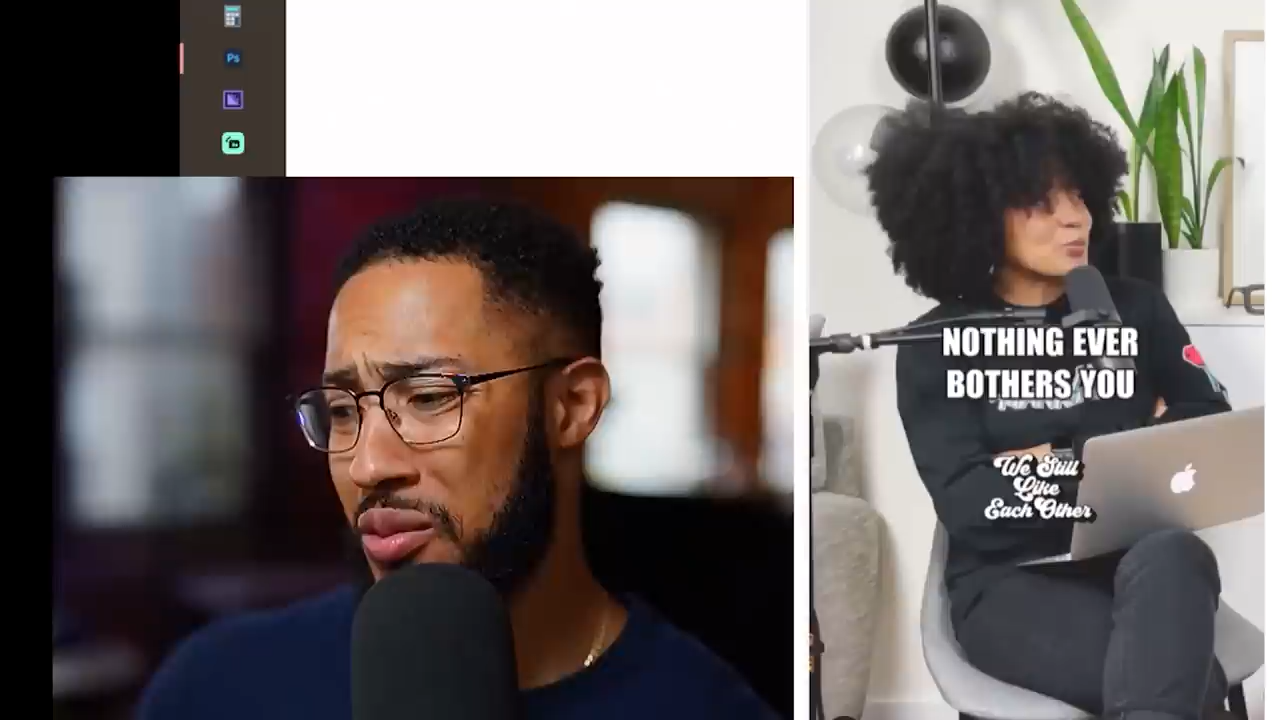 Ps
NOTHING EVER
BOTHERS YOU
We Still
Like
Each Other